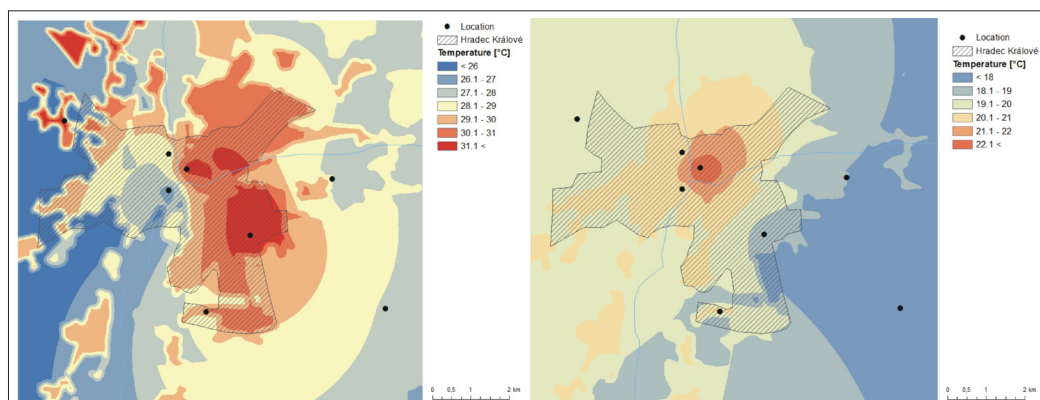 Location
Hradec Králové
Temperature [°C]
< 26
26.1 - 27
27.1 - 28
28.1 - 29
29.1 - 30
30.1 - 31
31.1 <
0 0,5 1 2 km
Location
Hradec Králové
Temperature [°C]
< 18
18.1 - 19
19.1 - 20
20.1 - 21
21.1 - 22
22.1 <
0 0,5 1 2 km